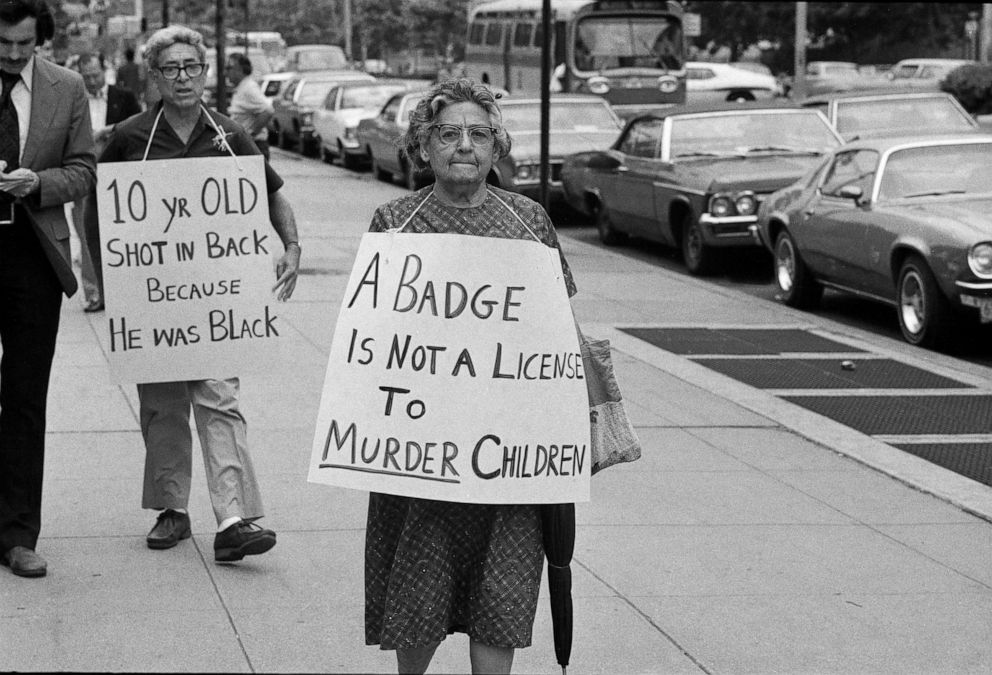 10 YR OLD
SHOT IN BACK
BECAUSE
HE WAS BLACK
A BADGE
IS NOT A LICENSE
TO
MURDER CHILDREN